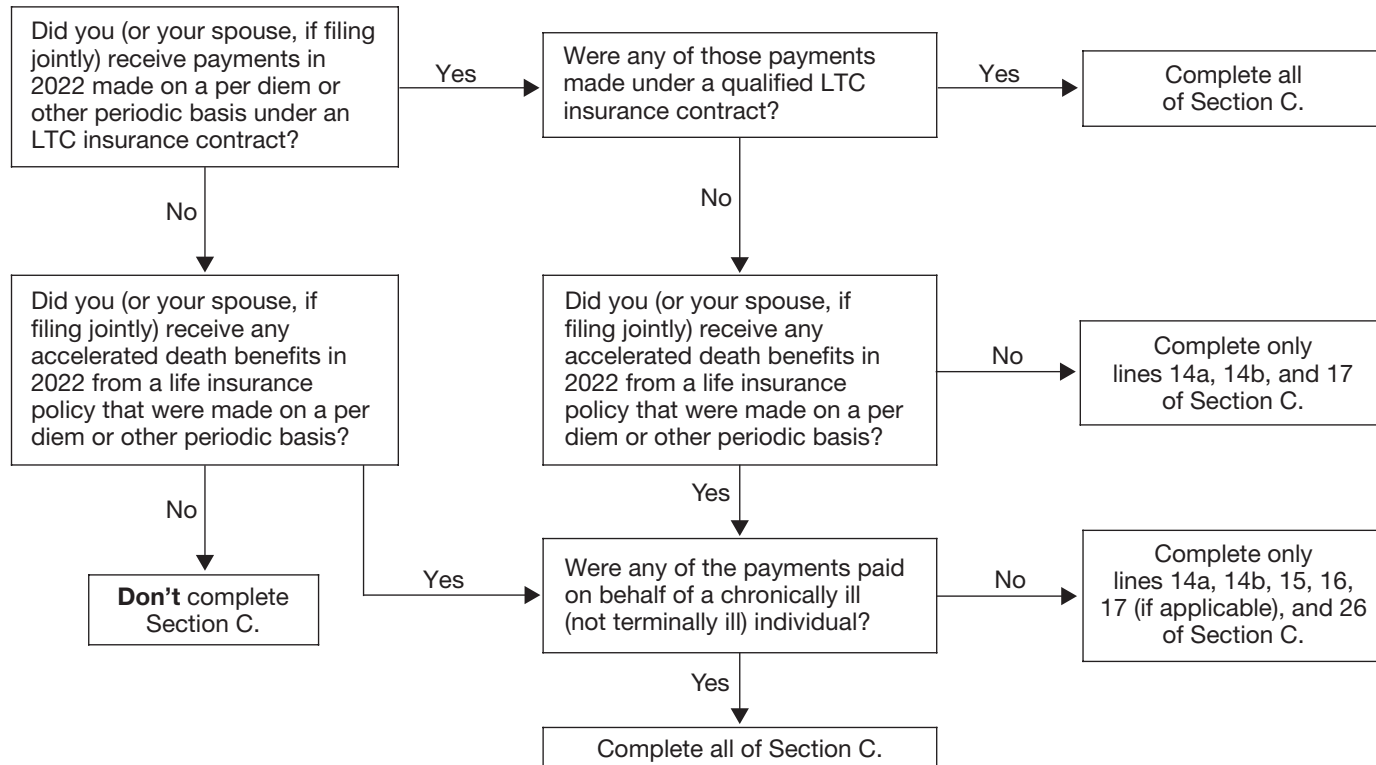 Did you (or your spouse, if filing
jointly) receive payments in
2022 made on a per diem or
other periodic basis under an
LTC insurance contract?
Yes
Were any of those payments
made under a qualified LTC
insurance contract?
Yes
Complete all
of Section C.
No
No
Did you (or your spouse, if
filing jointly) receive any
accelerated death benefits in
2022 from a life insurance
policy that were made on a per
diem or other periodic basis?
Did you (or your spouse, if
filing jointly) receive any
accelerated death benefits in
2022 from a life insurance
policy that were made on a per
diem or other periodic basis?
No
Complete only
lines 14a, 14b, and 17
of Section C.
No
Yes
Don't complete
Section C.
Yes
Were any of the payments paid
on behalf of a chronically ill
(not terminally ill) individual?
No
Complete only
lines 14a, 14b, 15, 16,
17 (if applicable), and 26
of Section C.
Yes
Complete all of Section C.